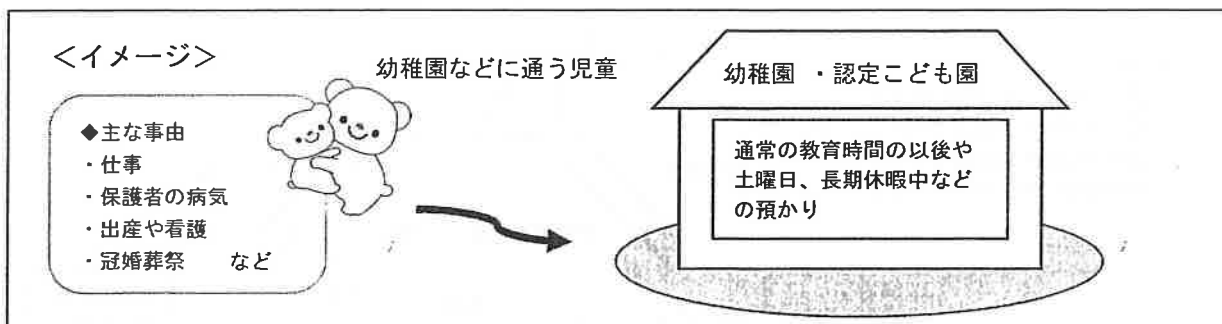 <イメージ>
幼稚園などに通う児童
◆主な事由
・仕事
・保護者の病気
・出産や看護
・冠婚葬祭　　など
幼稚園 ・認定こども園
通常の教育時間の以後や
土曜日、長期休暇中など
の預かり